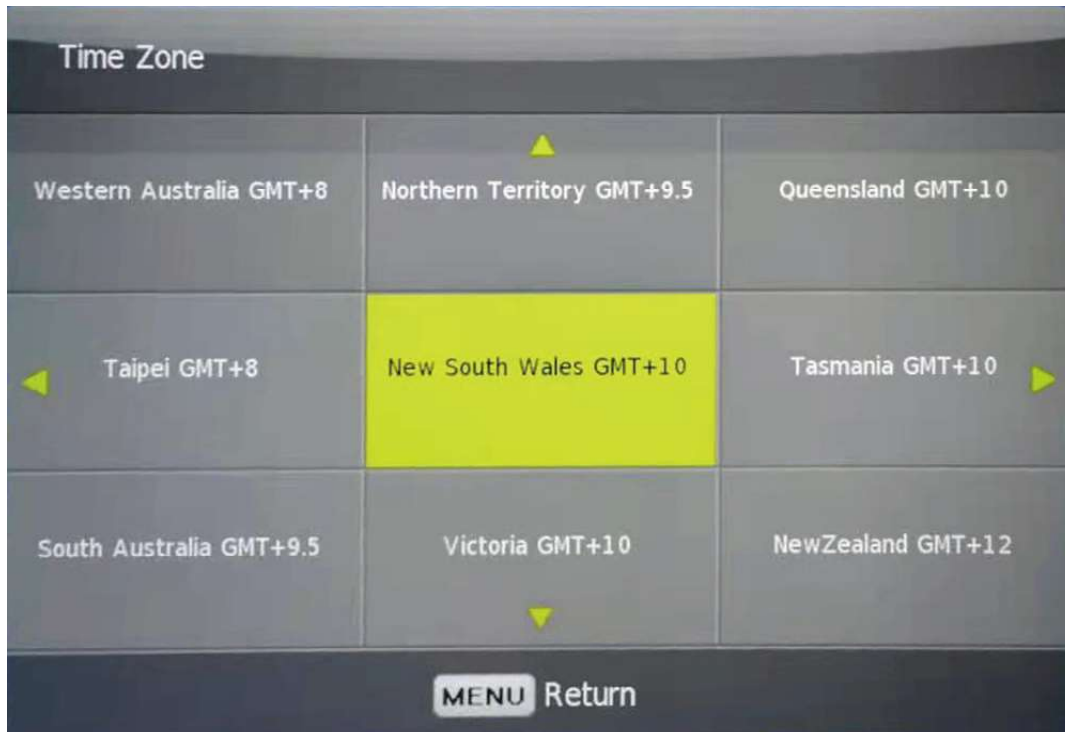 Time Zone
Western Australia GMT+8
Northern Territory GMT+9.5
Queensland GMT+10
Taipei GMT+8
New South Wales GMT+10
Tasmania GMT+10
South Australia GMT+9.5
Victoria GMT+10
NewZealand GMT+12
MENU Return